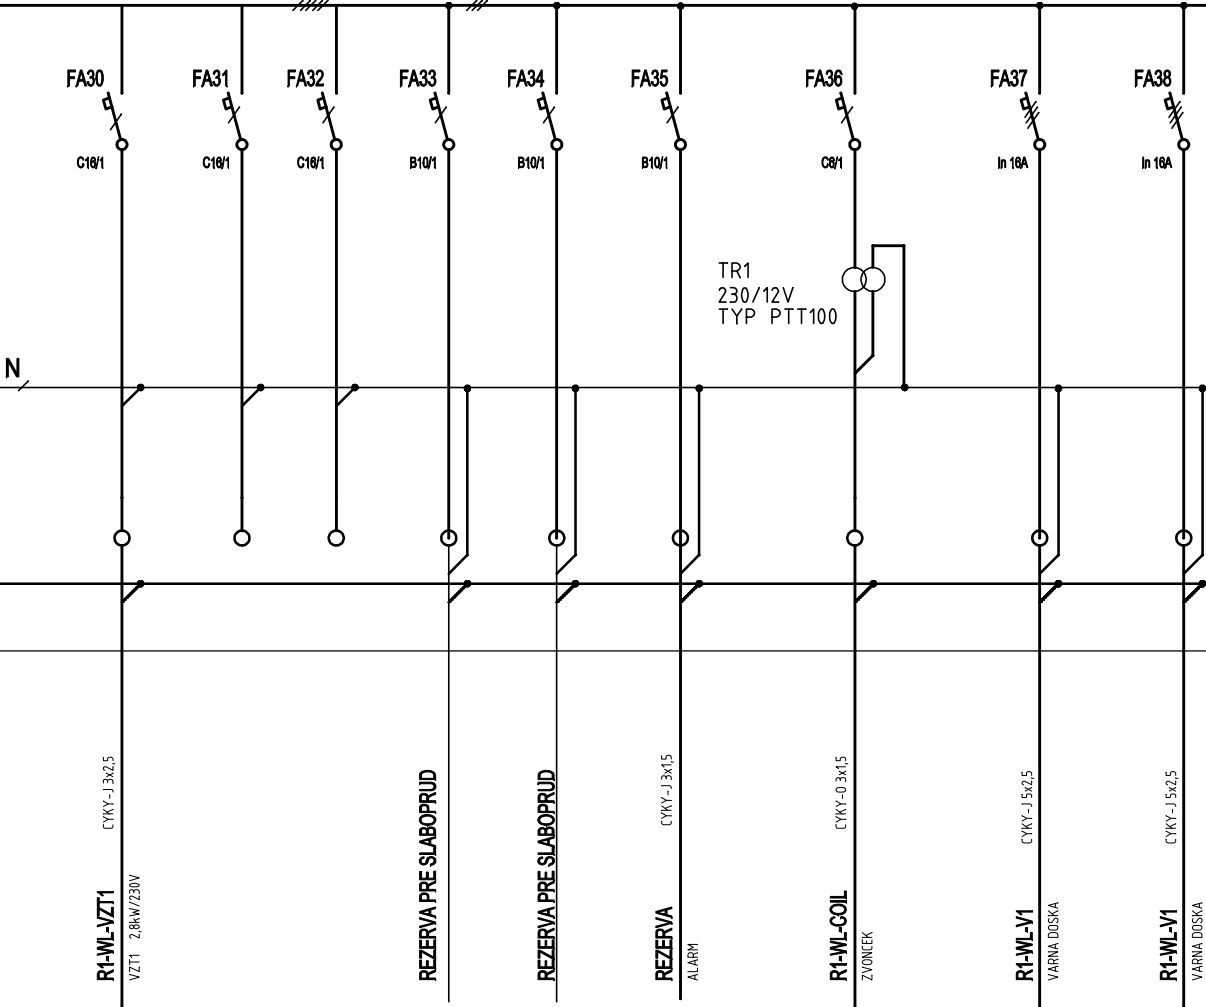 FA30
FA31
FA32
FA33
FA34
FA35
FA36
FA37
FA38
C16/1
C16/1
C16/1
B10/1
B10/1
B10/1
C6/1
In 16A
In 16A
TR1
230/12V
TYP PTT100
N
CYKY-J 3x2,5
R1-WL-VZT1
VZT1 2,8kW/230V
REZERVA PRE SLABOPRUD
REZERVA PRE SLABOPRUD
CYKY-J 3x1,5
REZERVA
ALARM
CYKY-O 3x1,5
R1-WL-GOIL
ZVONCEK
CYKY-J 5x2,5
R1-WL-V1
VARNA DOSKA
CYKY-J 5x2,5
R1-WL-V1
VARNA DOSKA